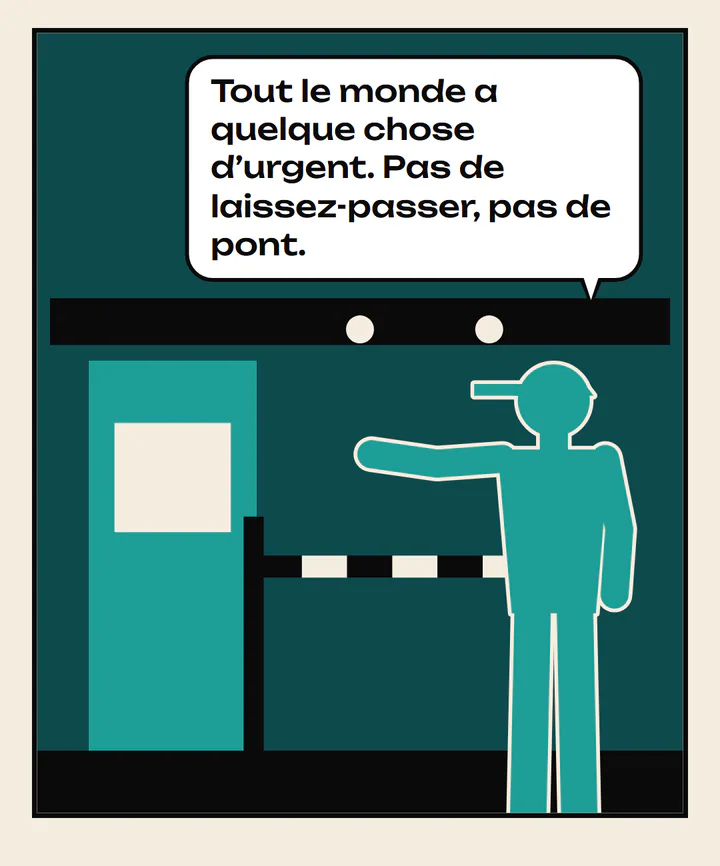 Tout le monde a
quelque chose
d’urgent. Pas de
laissez-passer, pas de
pont.